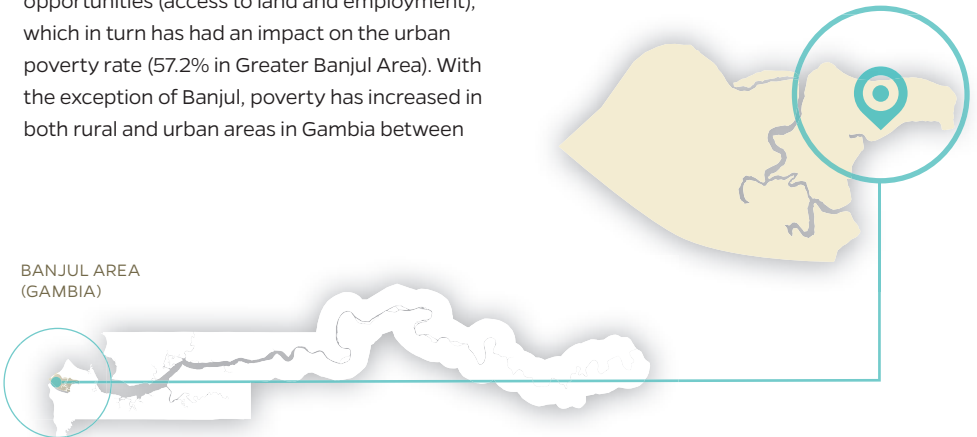 opportunities (access to land and employment),
which in turn has had an impact on the urban
poverty rate (57.2% in Greater Banjul Area). With
the exception of Banjul, poverty has increased in
both rural and urban areas in Gambia between
BANJUL AREA
(GAMBIA)